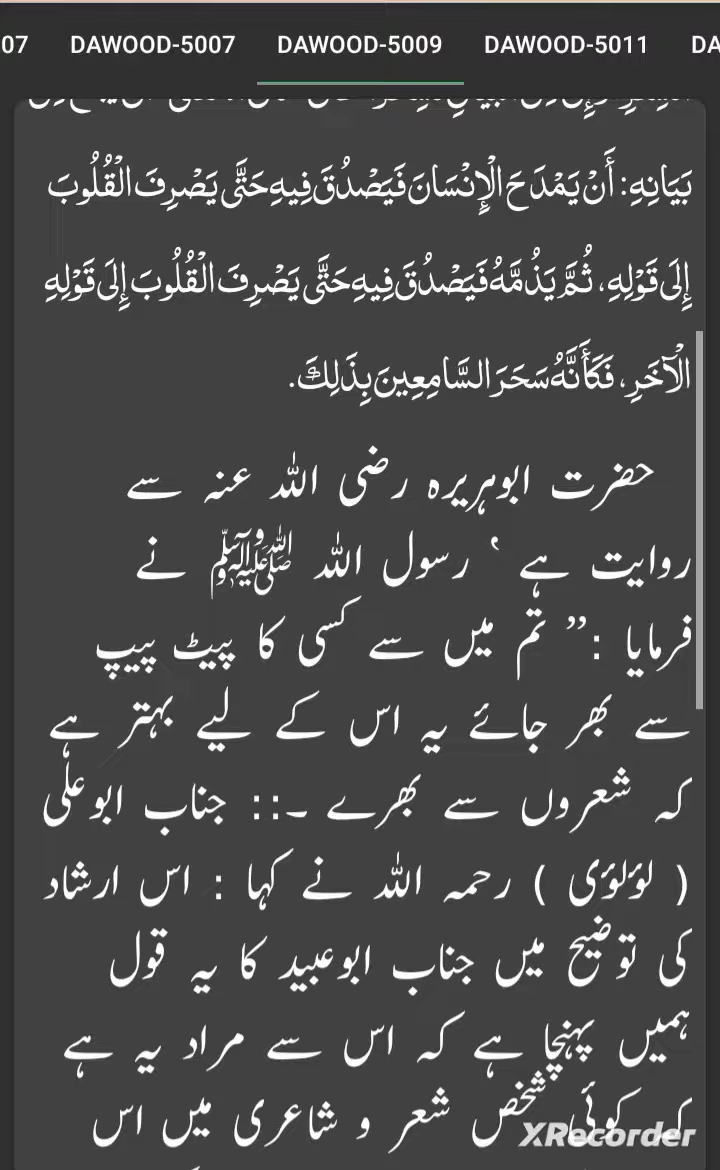 07 DAWOOD-5007 DAWOOD-5009 DAWOOD-5011 DA
بَيَانِهِ: أَنْ يَمْدَحَ الْإِنْسَانَ فَيَصْدُقَ فِيهِ حَتَّى يَصْرِفَ الْقُلُوبَ
إِلَى قَوْلِهِ، ثُمَّ يَذُمَّهُ فَيَصْدُقَ فِيهِ حَتَّى يَصْرِفَ الْقُلُوبَ إِلَى قَوْلِهِ
الْآخَرِ، فَكَأَنَّهُ سَحَرَ السَّامِعِينَ بِذَلِكَ.
حضرت ابوہریرہ رضی اللہ عنہ سے
روایت ہے ‘ رسول اللہ ﷺ نے
فرمایا :” تم میں سے کسی کا پیٹ پیپ
سے بھر جائے یہ اس کے لیے بہتر ہے
کہ شعروں سے بھرے ۔:: جناب ابوعلی
( لؤلؤی ) رحمہ اللہ نے کہا : اس ارشاد
کی توضیح میں جناب ابوعبید کا یہ قول
ہمیں پہنچا ہے کہ اس سے مراد یہ ہے
کہ کوئی شخص شعر و شاعری میں اس
XRecorder